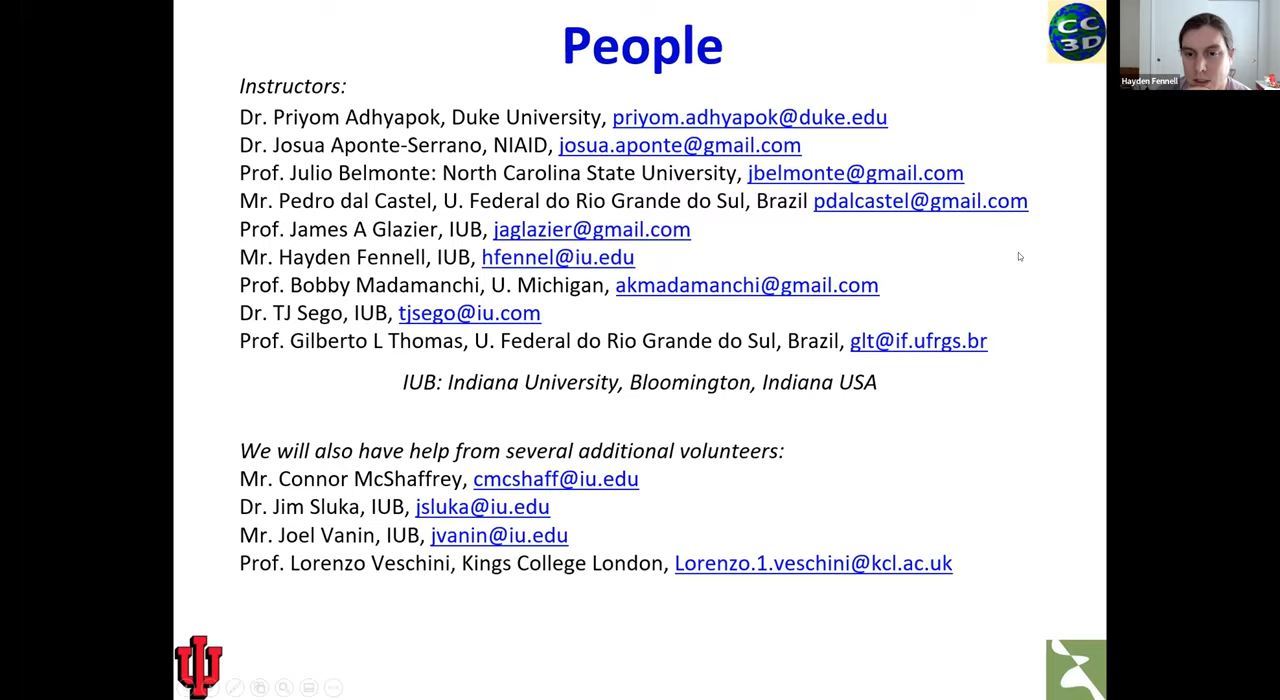 People
CC
3D
Hayden Fennell
Instructors:
Dr. Priyom Adhyapok, Duke University, priyom.adhyapok@duke.edu
Dr. Josua Aponte-Serrano, NIAID, josua.aponte@gmail.com
Prof. Julio Belmonte: North Carolina State University, jbelmonte@gmail.com
Mr. Pedro dal Castel, U. Federal do Rio Grande do Sul, Brazil pdalcastel@gmail.com
Prof. James A Glazier, IUB, jaglazier@gmail.com
Mr. Hayden Fennell, IUB, hfennel@iu.edu
Prof. Bobby Madamanchi, U. Michigan, akmadamanchi@gmail.com
Dr. TJ Sego, IUB, tjsego@iu.com
Prof. Gilberto L Thomas, U. Federal do Rio Grande do Sul, Brazil, glt@if.ufrgs.br
IUB: Indiana University, Bloomington, Indiana USA
We will also have help from several additional volunteers:
Mr. Connor McShaffrey, cmcshaff@iu.edu
Dr. Jim Sluka, IUB, jsluka@iu.edu
Mr. Joel Vanin, IUB, jvanin@iu.edu
Prof. Lorenzo Veschini, Kings College London, Lorenzo.1.veschini@kcl.ac.uk